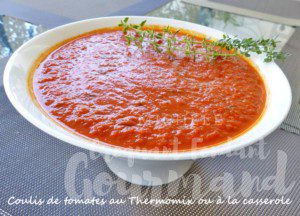 Gourmand
Coulis de tomates au Thermomix ou à la casserole